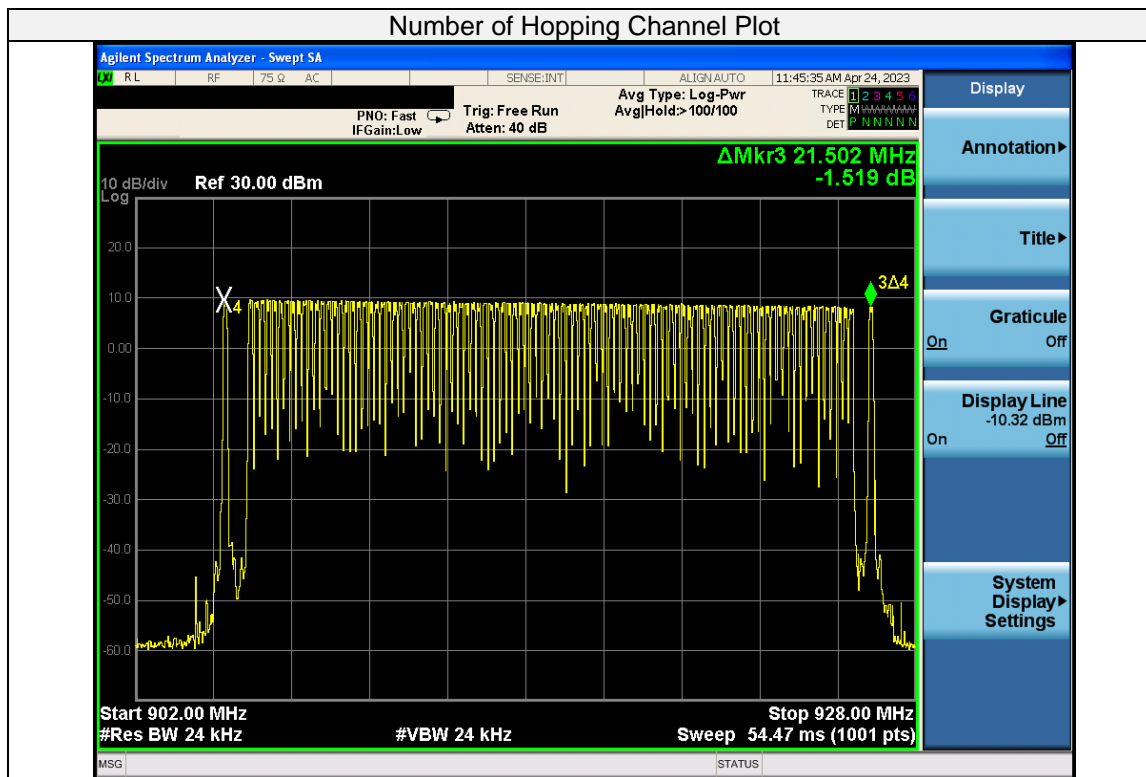 Number of Hopping Channel Plot
Agilent Spectrum Analyzer - Swept SA
LXI RL RF 75 Ω AC SENSE:INT ALIGN AUTO 11:45:35 AM Apr 24, 2023
PNO: Fast Trig: Free Run Avg Type: Log-Pwr TRACE 1 2 3 4 5 6
IFGain:Low Atten: 40 dB Avg|Hold:>100/100 TYPE M WWWWW
DET P N N N N N
ΔMkr3 21.502 MHz
-1.519 dB
10 dB/div Ref 30.00 dBm
Log
20.0
10.0
0.00
-10.0
-20.0
-30.0
-40.0
-50.0
-60.0
4
3Δ4
Start 902.00 MHz Stop 928.00 MHz
#Res BW 24 kHz #VBW 24 kHz Sweep 54.47 ms (1001 pts)
MSG STATUS
Display
Annotation
Title
Graticule
On Off
Display Line
-10.32 dBm
On Off
System
Display
Settings